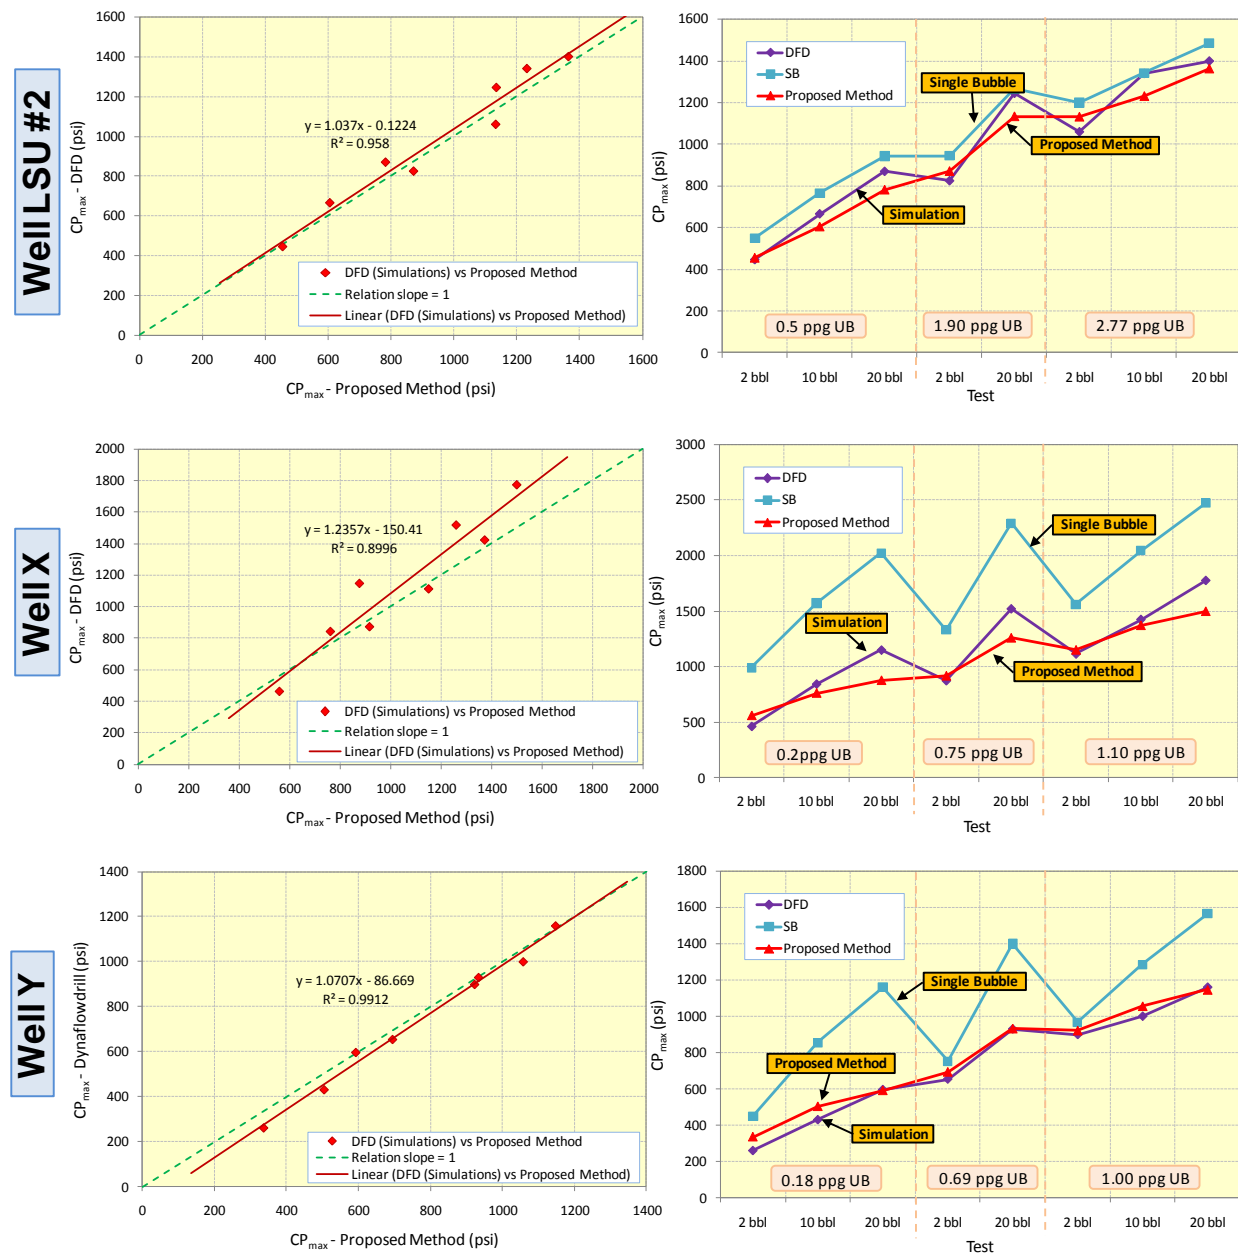 Well LSU #2
CPmax - DFD (psi)
1600
1400
1200
1000
800
600
400
200
0
y = 1.037x - 0.1224
R² = 0.958
DFD (Simulations) vs Proposed Method
Relation slope = 1
Linear (DFD (Simulations) vs Proposed Method)
0 200 400 600 800 1000 1200 1400 1600
CPmax - Proposed Method (psi)
CPmax (psi)
1600
1400
1200
1000
800
600
400
200
0
DFD
SB
Proposed Method
Single Bubble
Proposed Method
Simulation
0.5 ppg UB 1.90 ppg UB 2.77 ppg UB
2 bbl 10 bbl 20 bbl 2 bbl 20 bbl 2 bbl 10 bbl 20 bbl
Test
Well X
CPmax - DFD (psi)
2000
1800
1600
1400
1200
1000
800
600
400
200
0
y = 1.2357x - 150.41
R² = 0.8996
DFD (Simulations) vs Proposed Method
Relation slope = 1
Linear (DFD (Simulations) vs Proposed Method)
0 200 400 600 800 1000 1200 1400 1600 1800 2000
CPmax - Proposed Method (psi)
CPmax (psi)
3000
2500
2000
1500
1000
500
0
DFD
SB
Proposed Method
Single Bubble
Simulation
Proposed Method
0.2ppg UB 0.75 ppg UB 1.10 ppg UB
2 bbl 10 bbl 20 bbl 2 bbl 20 bbl 2 bbl 10 bbl 20 bbl
Test
Well Y
CPmax - Dynaflowdrill (psi)
1400
1200
1000
800
600
400
200
0
y = 1.0707x - 86.669
R² = 0.9912
DFD (Simulations) vs Proposed Method
Relation slope = 1
Linear (DFD (Simulations) vs Proposed Method)
0 200 400 600 800 1000 1200 1400
CPmax - Proposed Method (psi)
CPmax (psi)
1800
1600
1400
1200
1000
800
600
400
200
0
DFD
SB
Proposed Method
Single Bubble
Proposed Method
Simulation
0.18 ppg UB 0.69 ppg UB 1.00 ppg UB
2 bbl 10 bbl 20 bbl 2 bbl 20 bbl 2 bbl 10 bbl 20 bbl
Test